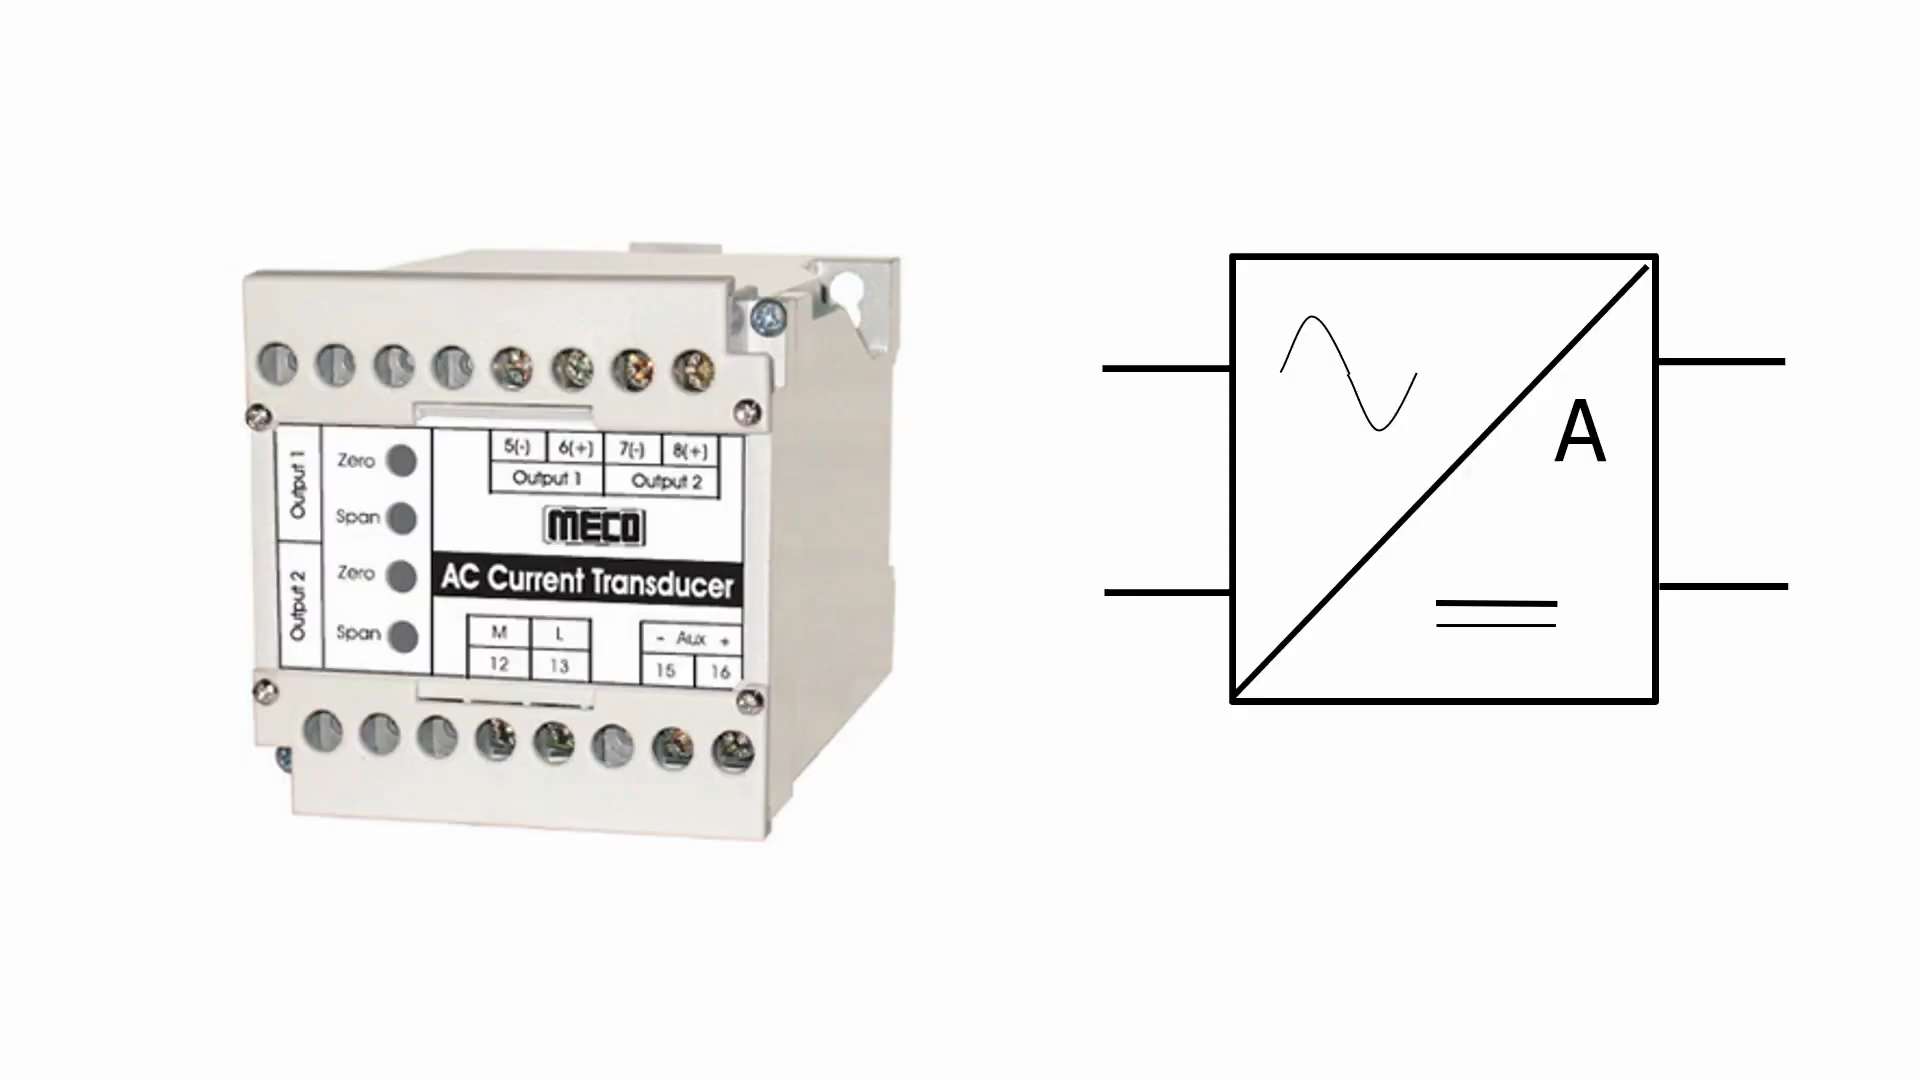 5(-) 6(+) 7(-) 8(+)
Output 1 Output 2
Output 1
Zero
Span
Output 2
Zero
Span
MECO
AC Current Transducer
M L
12 13
- Aux +
15 16
A